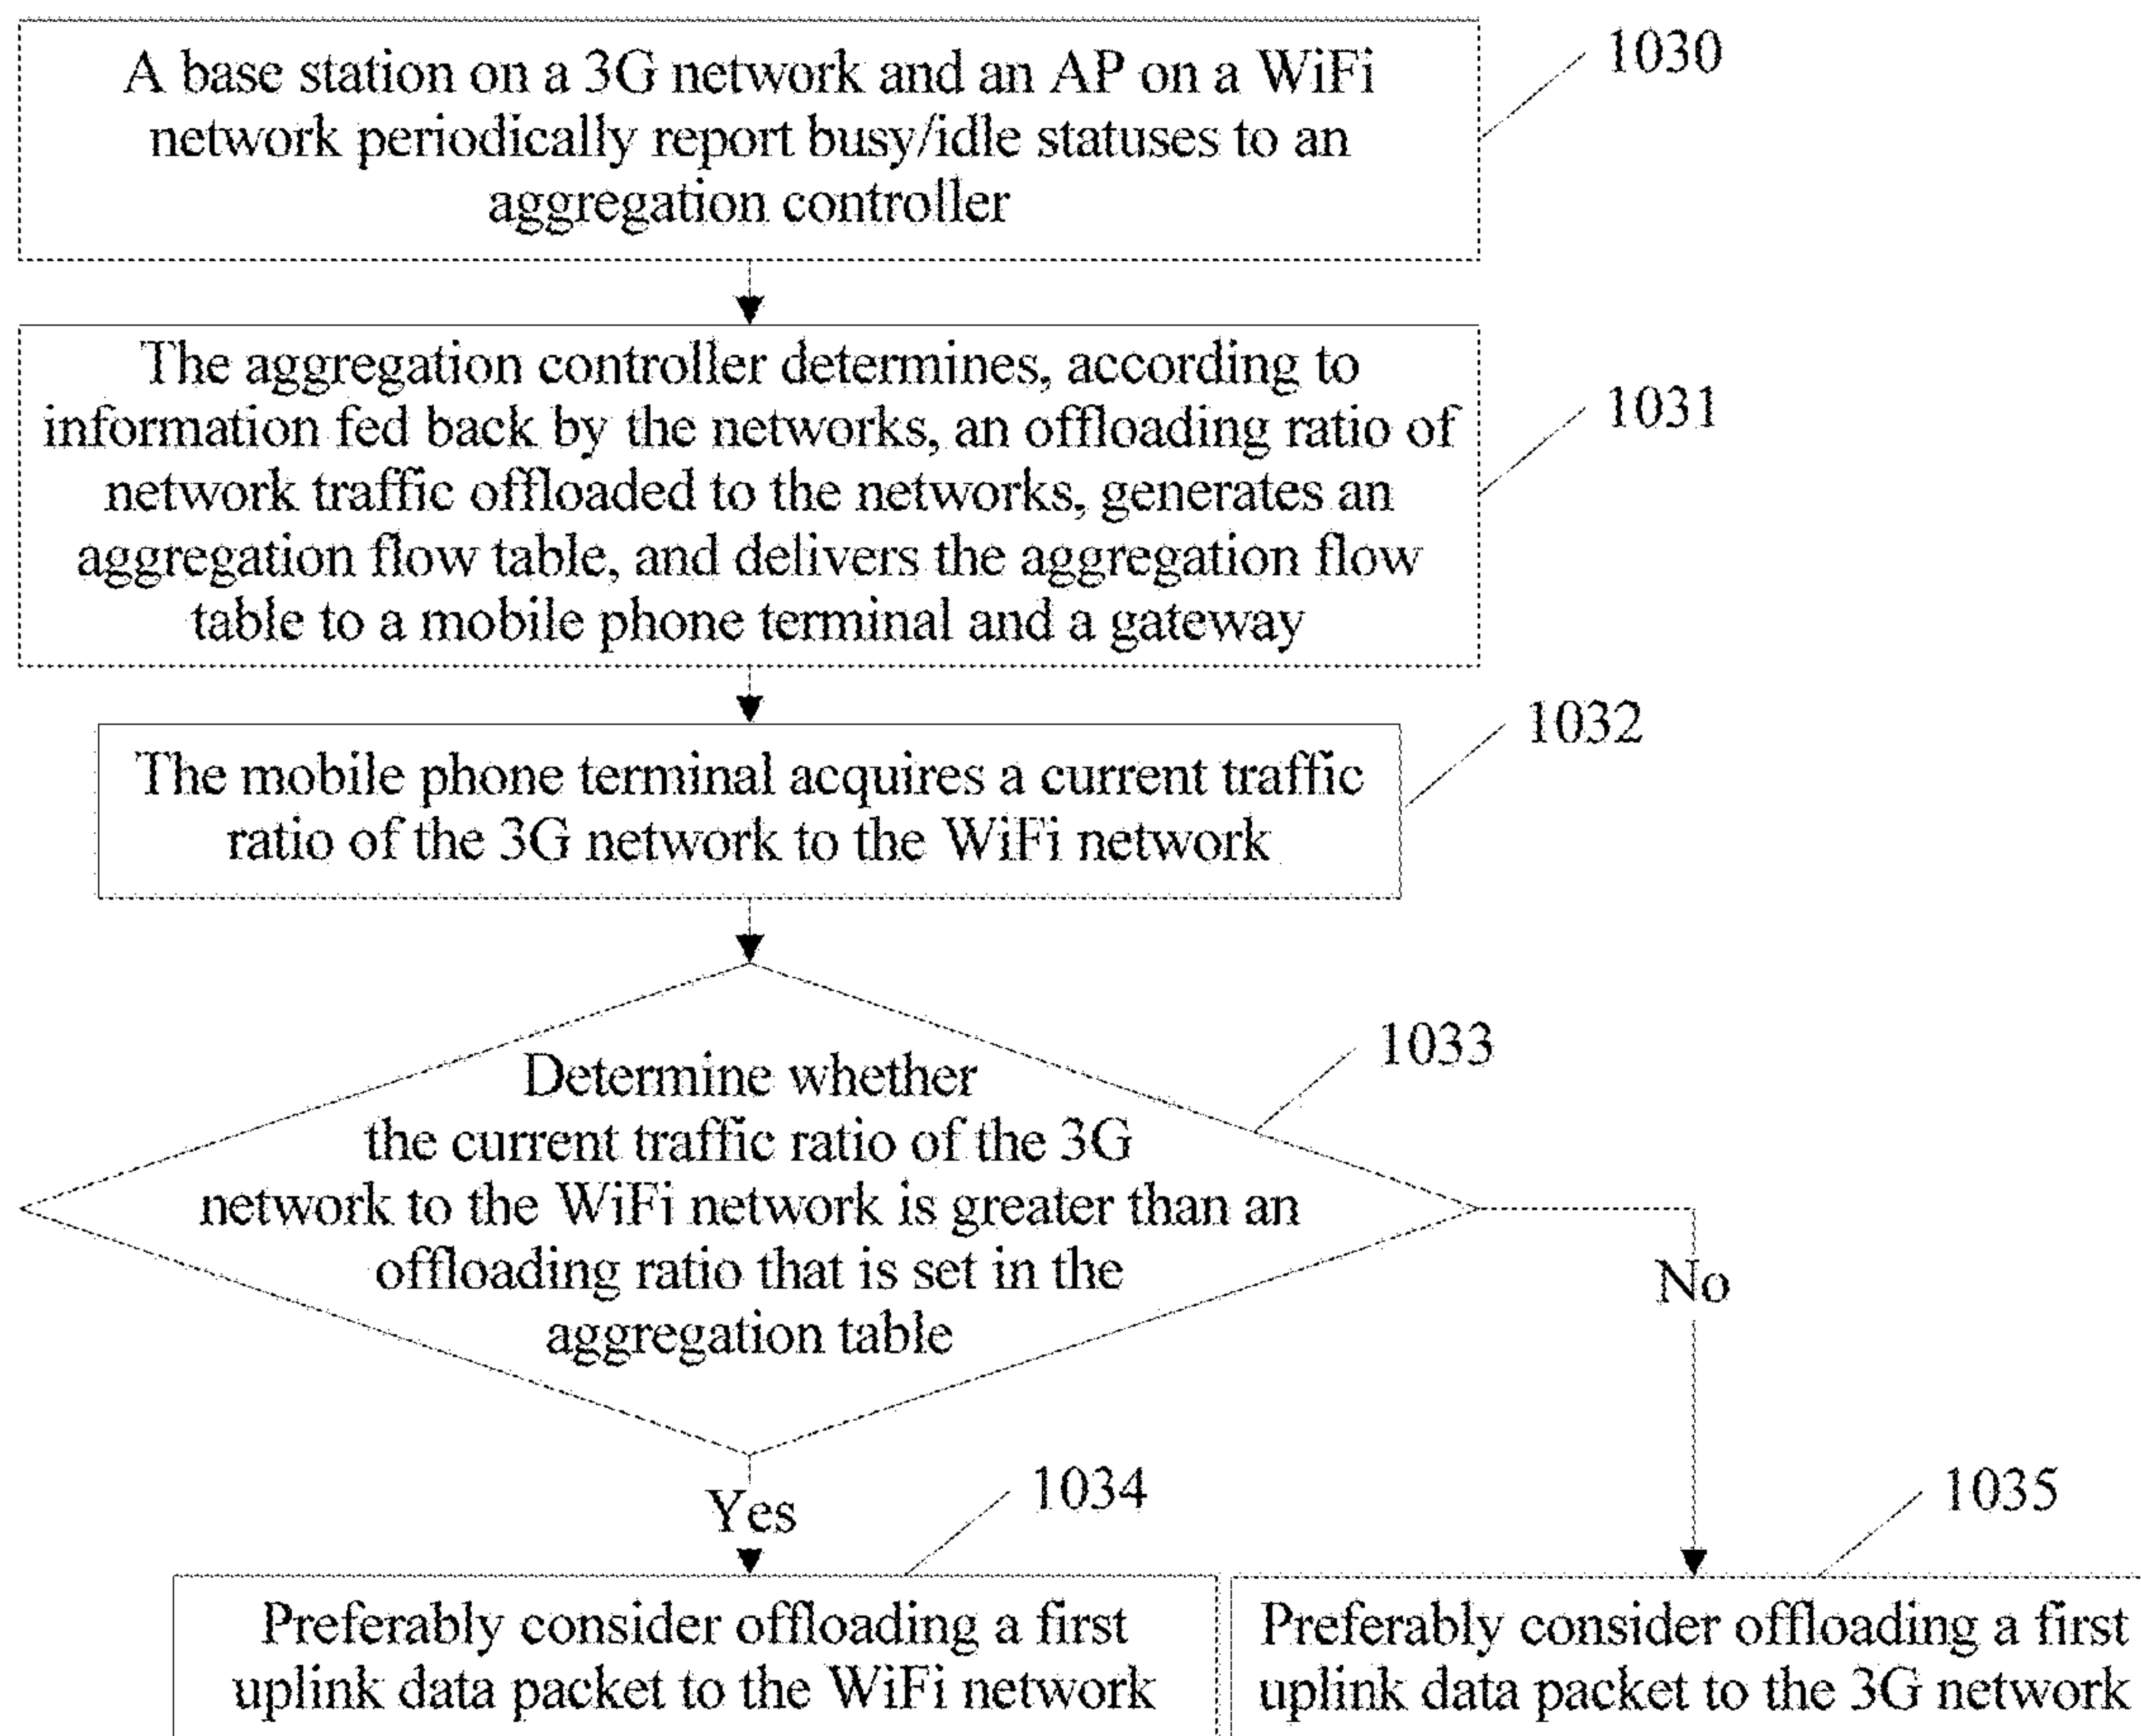 A base station on a 3G network and an AP on a WiFi
network periodically report busy/idle statuses to an
aggregation controller
1030
The aggregation controller determines, according to
information fed back by the networks, an offloading ratio of
network traffic offloaded to the networks, generates an
aggregation flow table, and delivers the aggregation flow
table to a mobile phone terminal and a gateway
1031
The mobile phone terminal acquires a current traffic
ratio of the 3G network to the WiFi network
1032
Determine whether
the current traffic ratio of the 3G
network to the WiFi network is greater than an
offloading ratio that is set in the
aggregation table
1033
No
Yes
1034
Preferably consider offloading a first
uplink data packet to the WiFi network
1035
Preferably consider offloading a first
uplink data packet to the 3G network